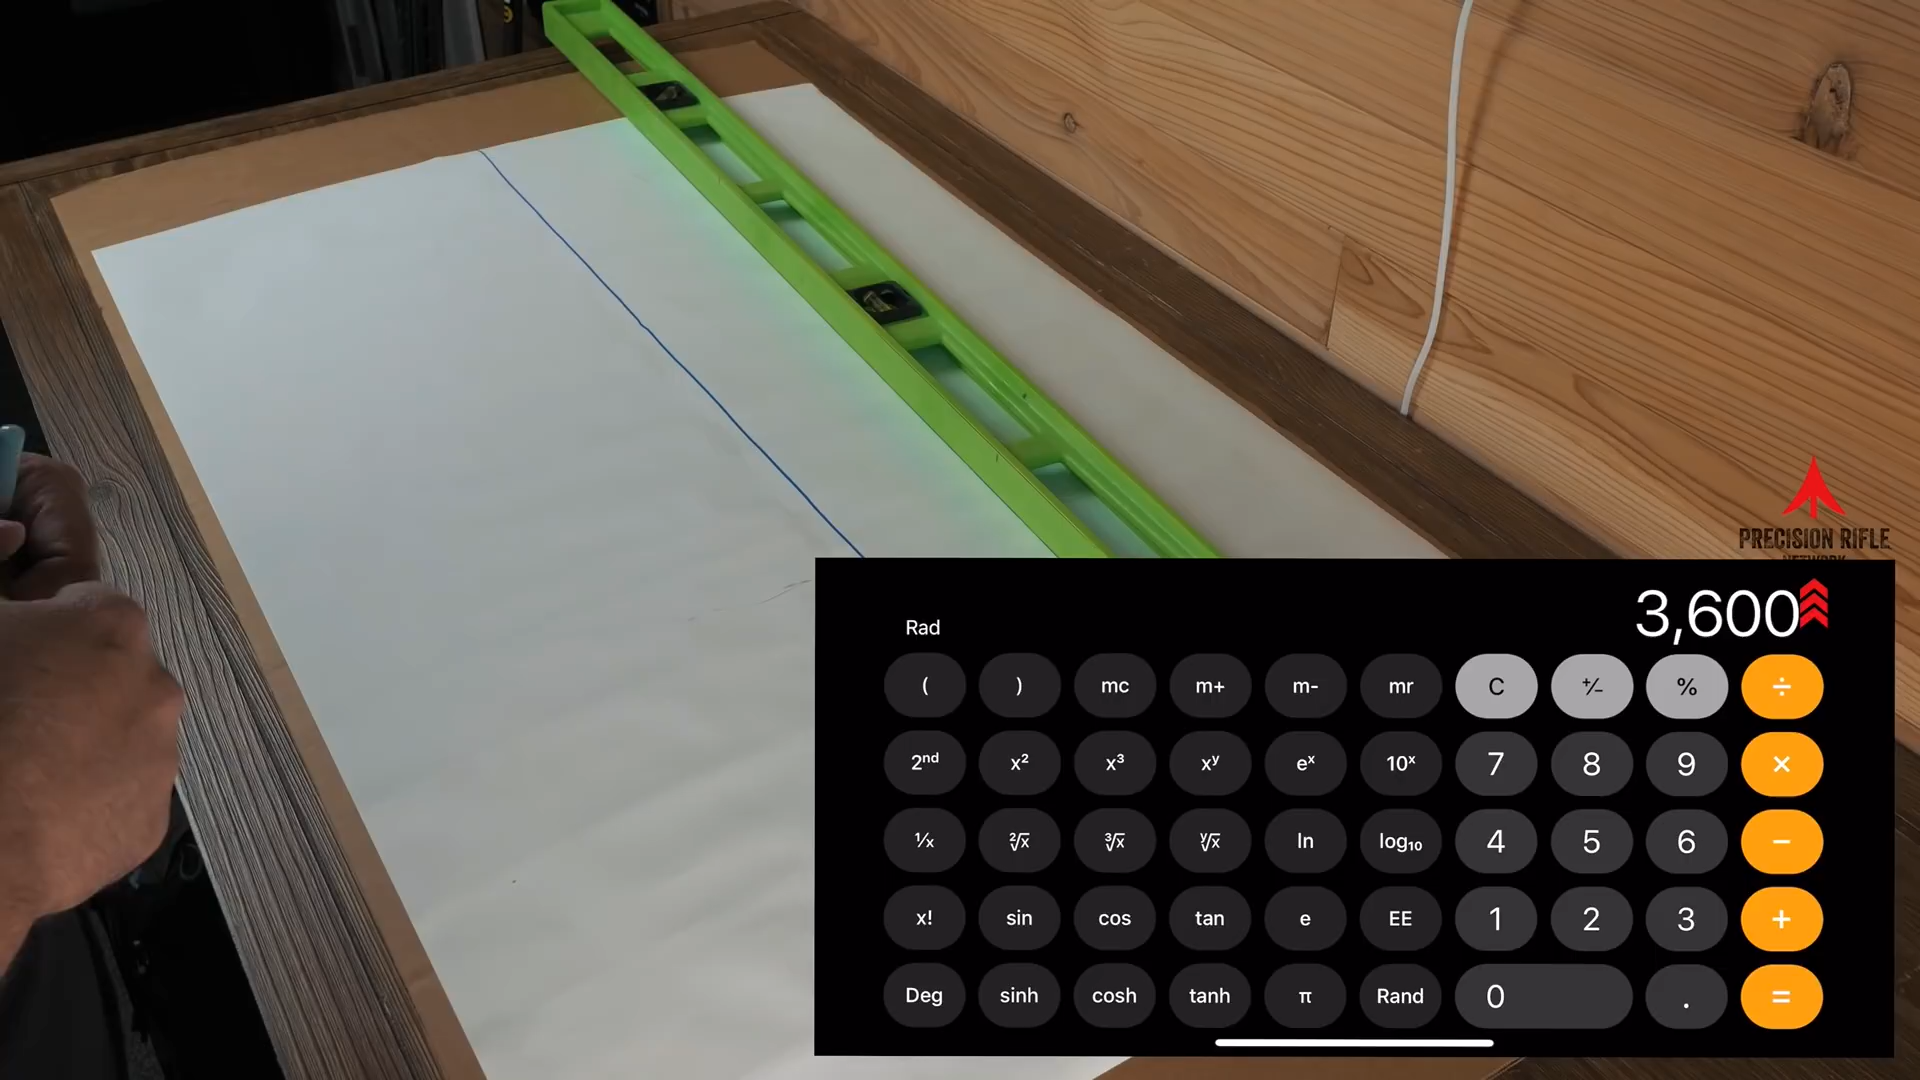 PRECISION RIFLE
NETWORK
3,600
Rad
( ) mc m+ m- mr C +/- % ÷
2nd x² x³ xʸ eˣ 10ˣ 7 8 9 ×
¹⁄x ²√x ³√x ʸ√x ln log₁₀ 4 5 6 −
x! sin cos tan e EE 1 2 3 +
Deg sinh cosh tanh π Rand 0 . =